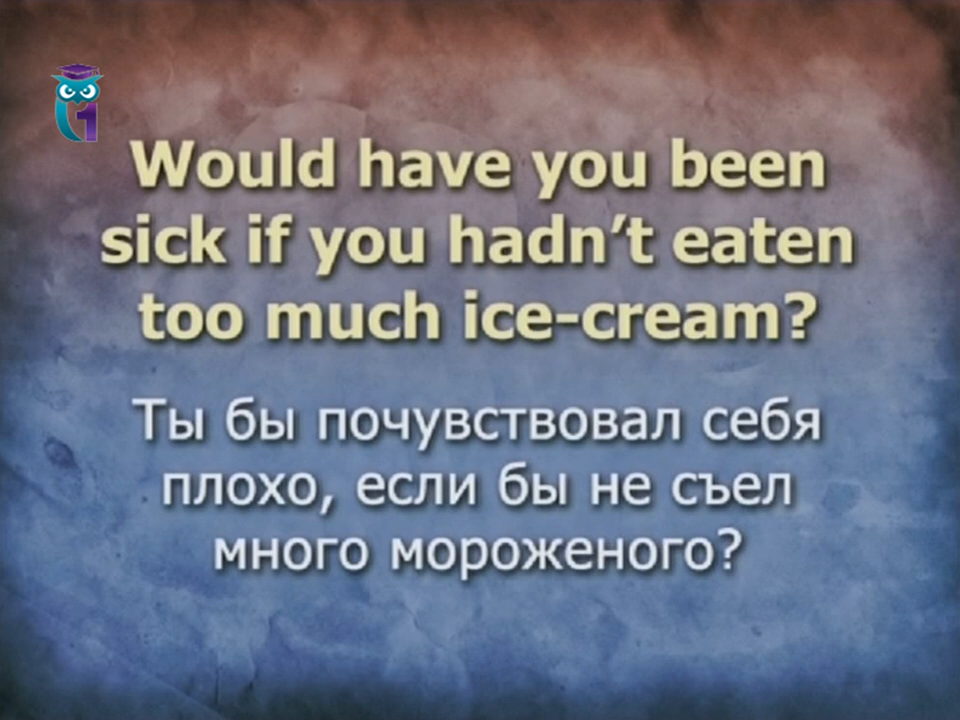 Would have you been
sick if you hadn’t eaten
too much ice-cream?
Ты бы почувствовал себя
плохо, если бы не съел
много мороженого?